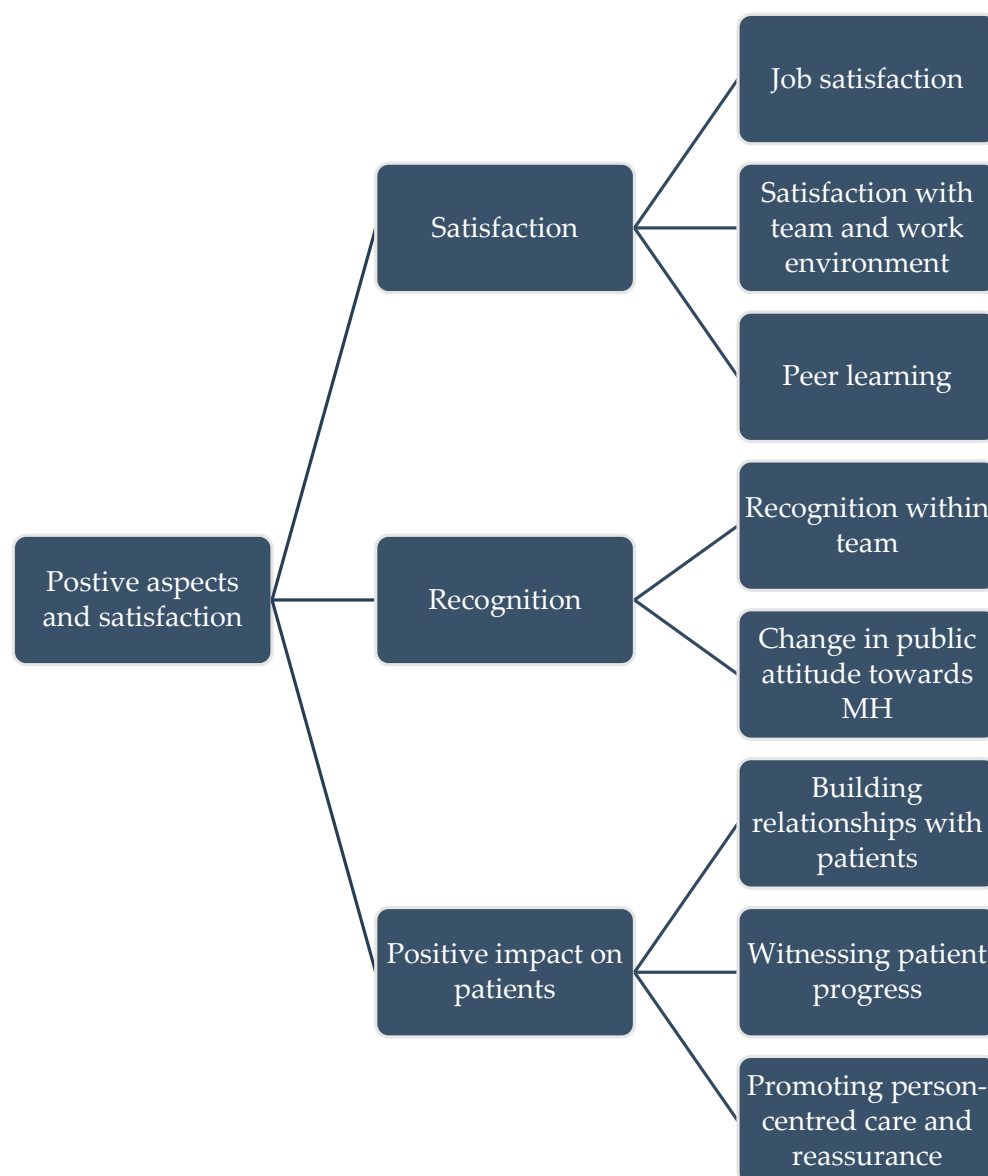 Job satisfaction
Satisfaction with
team and work
environment
Satisfaction
Peer learning
Recognition within
team
Postive aspects
and satisfaction
Recognition
Change in public
attitude towards
MH
Building
relationships with
patients
Positive impact on
patients
Witnessing patient
progress
Promoting person-
centred care and
reassurance